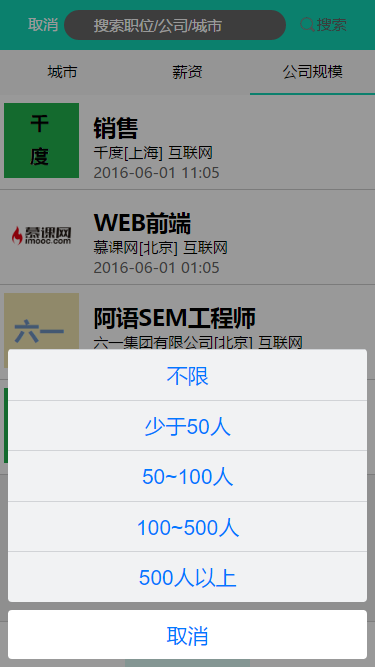 取消
搜索职位/公司/城市
搜索
城市
薪资
公司规模
千度
销售
千度[上海] 互联网
2016-06-01 11:05
慕课网
imooc.com
WEB前端
慕课网[北京] 互联网
2016-06-01 01:05
六一
阿语SEM工程师
六一集团有限公司[北京] 互联网
不限
少于50人
50~100人
100~500人
500人以上
取消